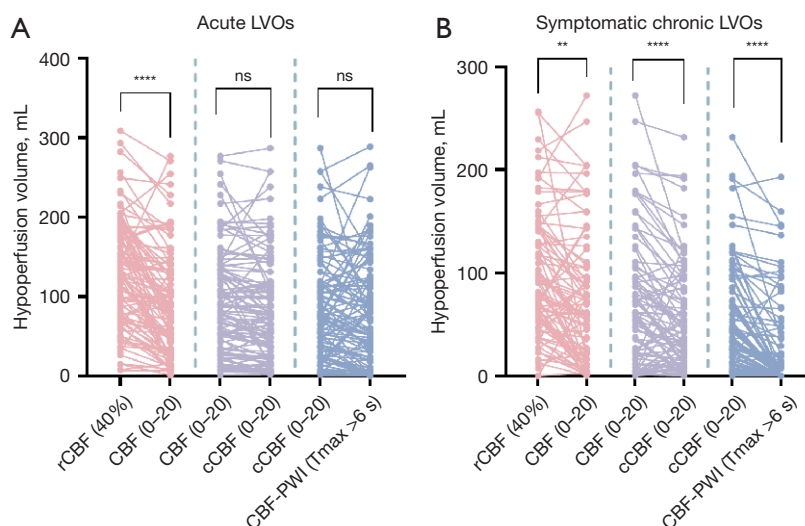 A
Acute LVOs
Hypoperfusion volume, mL
400
300
200
100
0
****
ns
ns
rCBF (40%)
CBF (0–20)
CBF (0–20)
cCBF (0–20)
cCBF (0–20)
CBF-PWI (Tmax >6 s)
B
Symptomatic chronic LVOs
Hypoperfusion volume, mL
300
200
100
0
**
****
****
rCBF (40%)
CBF (0–20)
CBF (0–20)
cCBF (0–20)
cCBF (0–20)
CBF-PWI (Tmax >6 s)